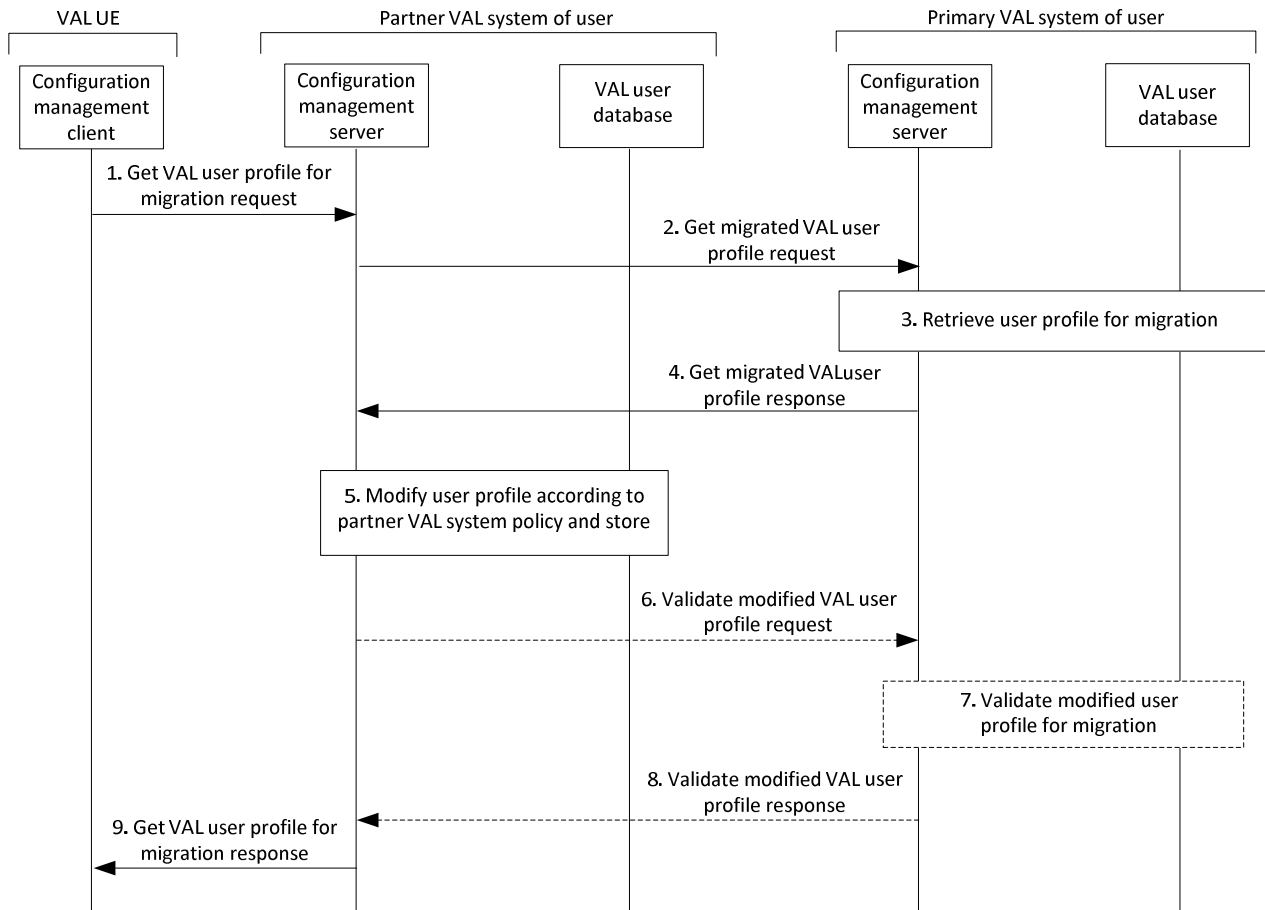 VAL UE
Partner VAL system of user
Primary VAL system of user
Configuration
management
client
Configuration
management
server
VAL user
database
Configuration
management
server
VAL user
database
1. Get VAL user profile for
migration request
2. Get migrated VAL user
profile request
3. Retrieve user profile for migration
4. Get migrated VALuser
profile response
5. Modify user profile according to
partner VAL system policy and store
6. Validate modified VAL user
profile request
7. Validate modified user
profile for migration
8. Validate modified VAL user
profile response
9. Get VAL user profile for
migration response